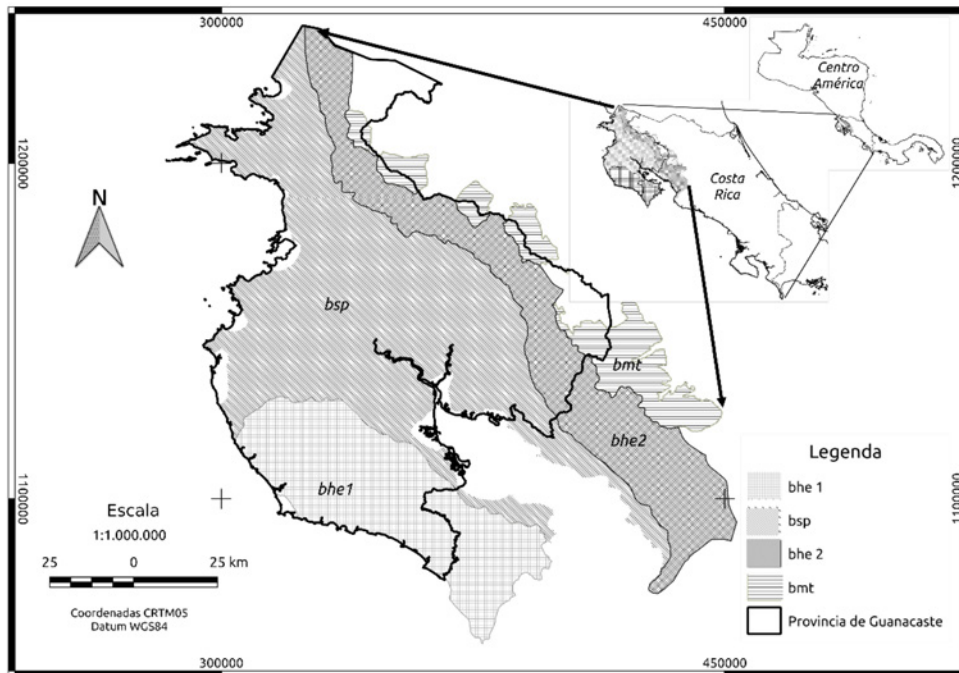 300000
450000
1200000
1200000
Centro
América
Costa
Rica
N
bsp
bmt
bhe2
bhe1
1100000
1100000
Escala
1:1.000.000
25 0 25 km
Coordenadas CRTM05
Datum WGS84
Legenda
bhe 1
bsp
bhe 2
bmt
Provincia de Guanacaste
300000
450000